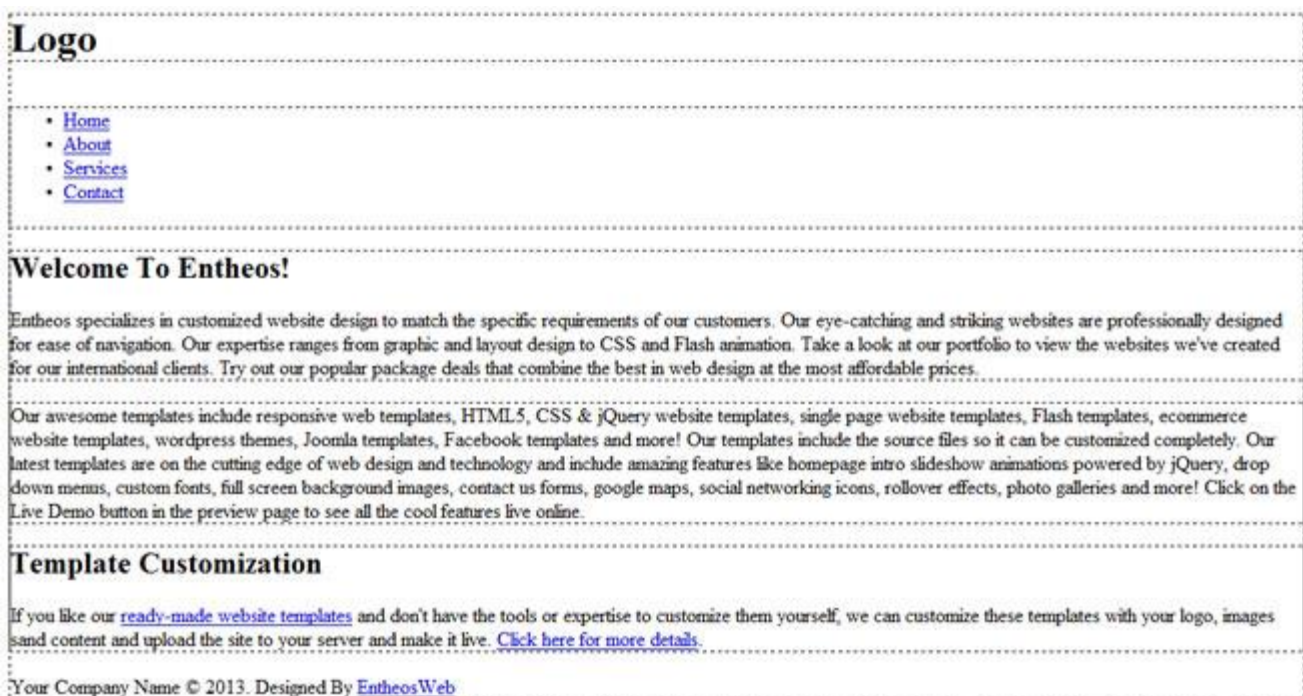 Logo
• Home
• About
• Services
• Contact
Welcome To Entheos!
Entheos specializes in customized website design to match the specific requirements of our customers. Our eye-catching and striking websites are professionally designed
for ease of navigation. Our expertise ranges from graphic and layout design to CSS and Flash animation. Take a look at our portfolio to view the websites we've created
for our international clients. Try out our popular package deals that combine the best in web design at the most affordable prices.
Our awesome templates include responsive web templates, HTML5, CSS & jQuery website templates, single page website templates, Flash templates, ecommerce
website templates, wordpress themes, Joomla templates, Facebook templates and more! Our templates include the source files so it can be customized completely. Our
latest templates are on the cutting edge of web design and technology and include amazing features like homepage intro slideshow animations powered by jQuery, drop
down menus, custom fonts, full screen background images, contact us forms, google maps, social networking icons, rollover effects, photo galleries and more! Click on the
Live Demo button in the preview page to see all the cool features live online.
Template Customization
If you like our ready-made website templates and don't have the tools or expertise to customize them yourself, we can customize these templates with your logo, images
sand content and upload the site to your server and make it live. Click here for more details.
Your Company Name © 2013. Designed By EntheosWeb